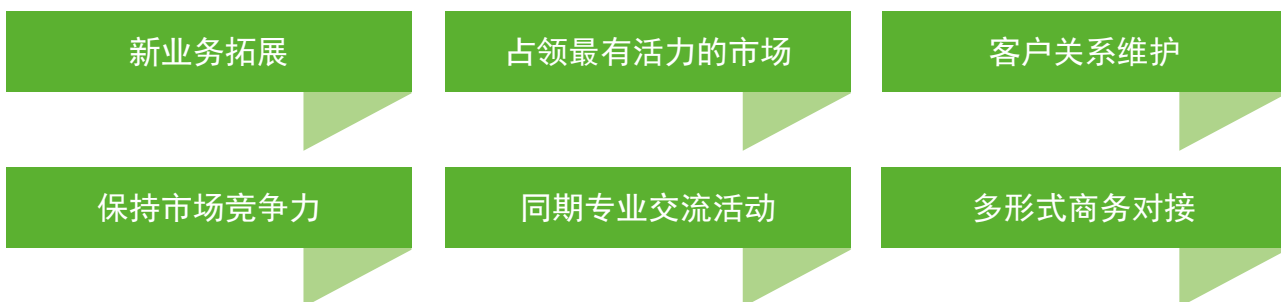 新业务拓展
占领最有活力的市场
客户关系维护
保持市场竞争力
同期专业交流活动
多形式商务对接